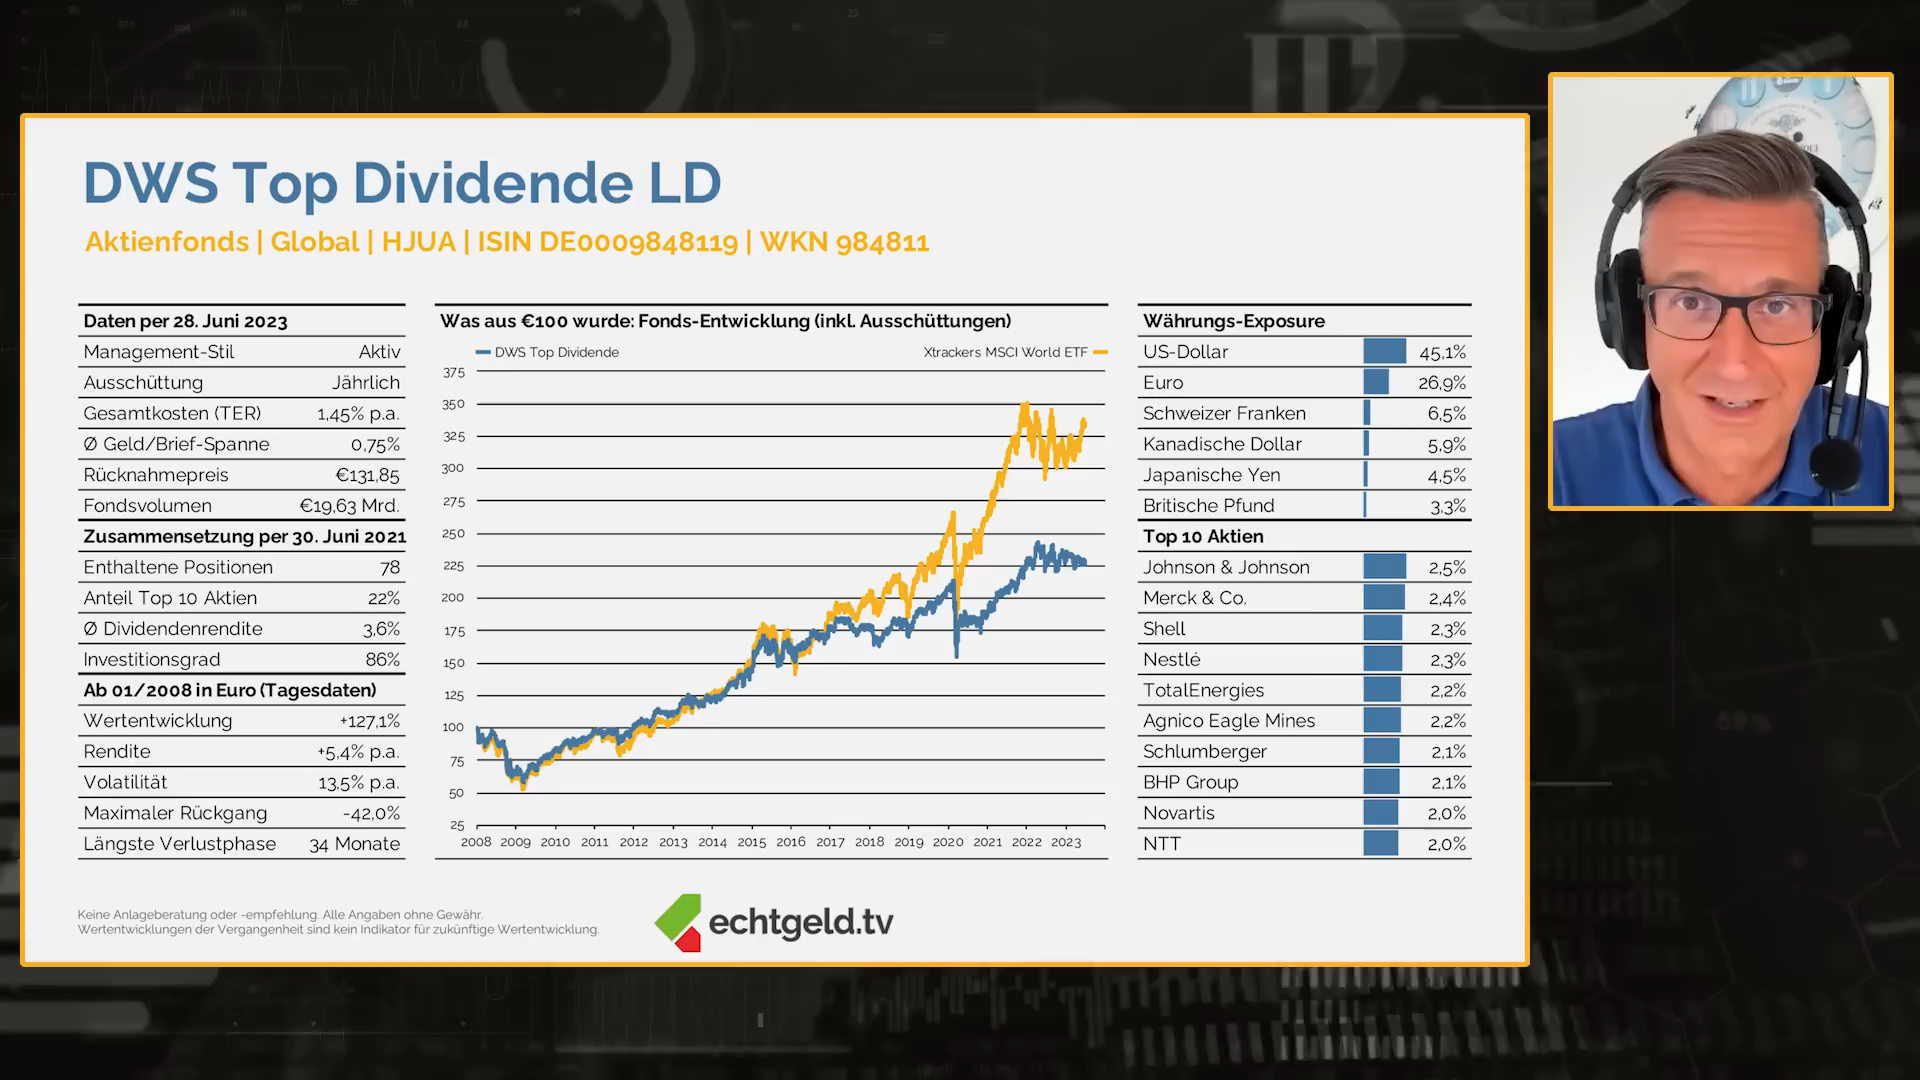 DWS Top Dividende LD
Aktienfonds | Global | HJUA | ISIN DE0009848119 | WKN 984811
Daten per 28. Juni 2023
Management-Stil Aktiv
Ausschüttung Jährlich
Gesamtkosten (TER) 1,45% p.a.
Ø Geld/Brief-Spanne 0,75%
Rücknahmepreis €131,85
Fondsvolumen €19,63 Mrd.
Zusammensetzung per 30. Juni 2021
Enthaltene Positionen 78
Anteil Top 10 Aktien 22%
Ø Dividendenrendite 3,6%
Investitionsgrad 86%
Ab 01/2008 in Euro (Tagesdaten)
Wertentwicklung +127,1%
Rendite +5,4% p.a.
Volatilität 13,5% p.a.
Maximaler Rückgang -42,0%
Längste Verlustphase 34 Monate
Was aus €100 wurde: Fonds-Entwicklung (inkl. Ausschüttungen)
DWS Top Dividende Xtrackers MSCI World ETF
375
350
325
300
275
250
225
200
175
150
125
100
75
50
25
2008 2009 2010 2011 2012 2013 2014 2015 2016 2017 2018 2019 2020 2021 2022 2023
Währungs-Exposure
US-Dollar 45,1%
Euro 26,9%
Schweizer Franken 6,5%
Kanadische Dollar 5,9%
Japanische Yen 4,5%
Britische Pfund 3,3%
Top 10 Aktien
Johnson & Johnson 2,5%
Merck & Co. 2,4%
Shell 2,3%
Nestlé 2,3%
TotalEnergies 2,2%
Agnico Eagle Mines 2,2%
Schlumberger 2,1%
BHP Group 2,1%
Novartis 2,0%
NTT 2,0%
Keine Anlageberatung oder -empfehlung. Alle Angaben ohne Gewähr.
Wertentwicklungen der Vergangenheit sind kein Indikator für zukünftige Wertentwicklung.
echtgeld.tv